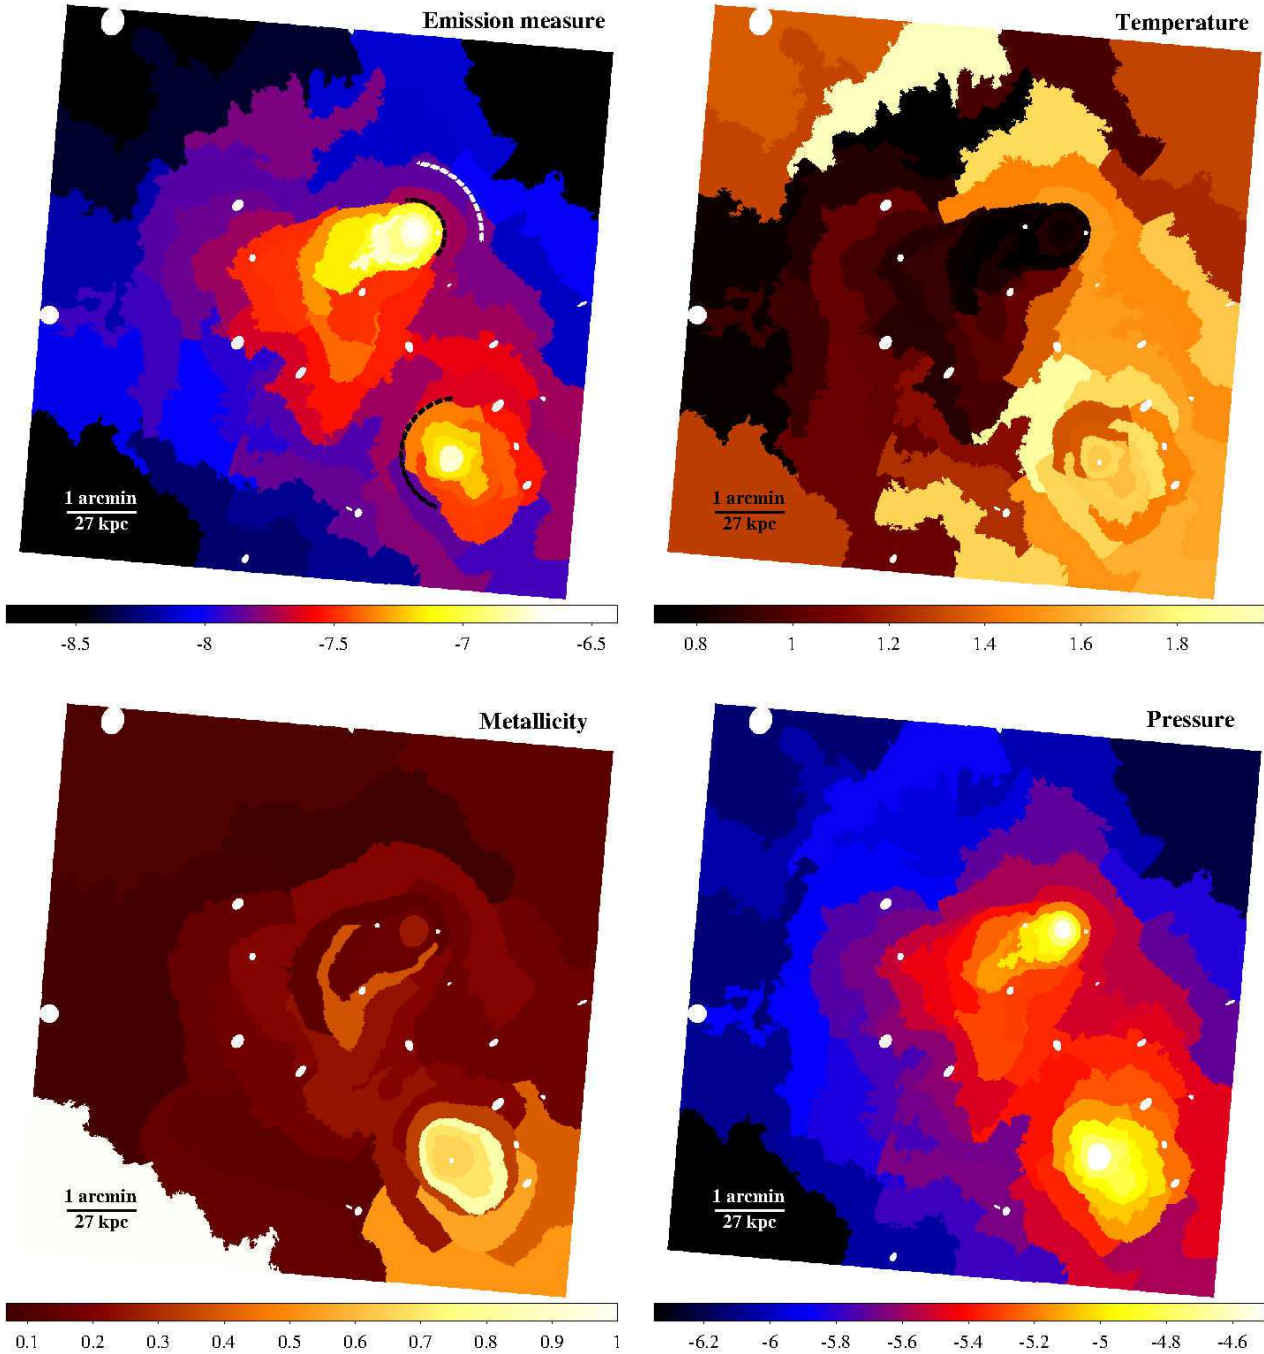 Emission measure
Temperature
1 arcmin
27 kpc
1 arcmin
27 kpc
-8.5 -8 -7.5 -7 -6.5
0.8 1 1.2 1.4 1.6 1.8
Metallicity
Pressure
1 arcmin
27 kpc
1 arcmin
27 kpc
0.1 0.2 0.3 0.4 0.5 0.6 0.7 0.8 0.9 1
-6.2 -6 -5.8 -5.6 -5.4 -5.2 -5 -4.8 -4.6